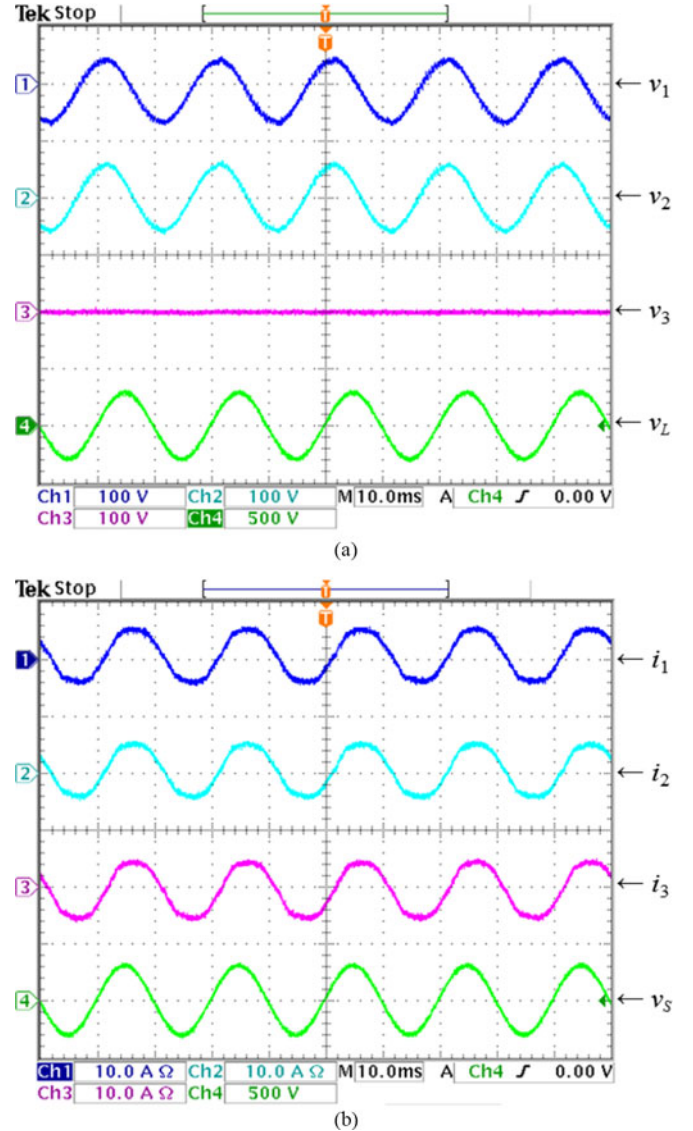 Tek Stop
T
T
1
← v₁
2
← v₂
3
← v₃
4
← v_L
Ch1 100 V Ch2 100 V M 10.0ms A Ch4 ʃ 0.00 V
Ch3 100 V Ch4 500 V
(a)
Tek Stop
T
T
1
← i₁
2
← i₂
3
← i₃
4
← v_S
Ch1 10.0 A Ω Ch2 10.0 A Ω M 10.0ms A Ch4 ʃ 0.00 V
Ch3 10.0 A Ω Ch4 500 V
(b)